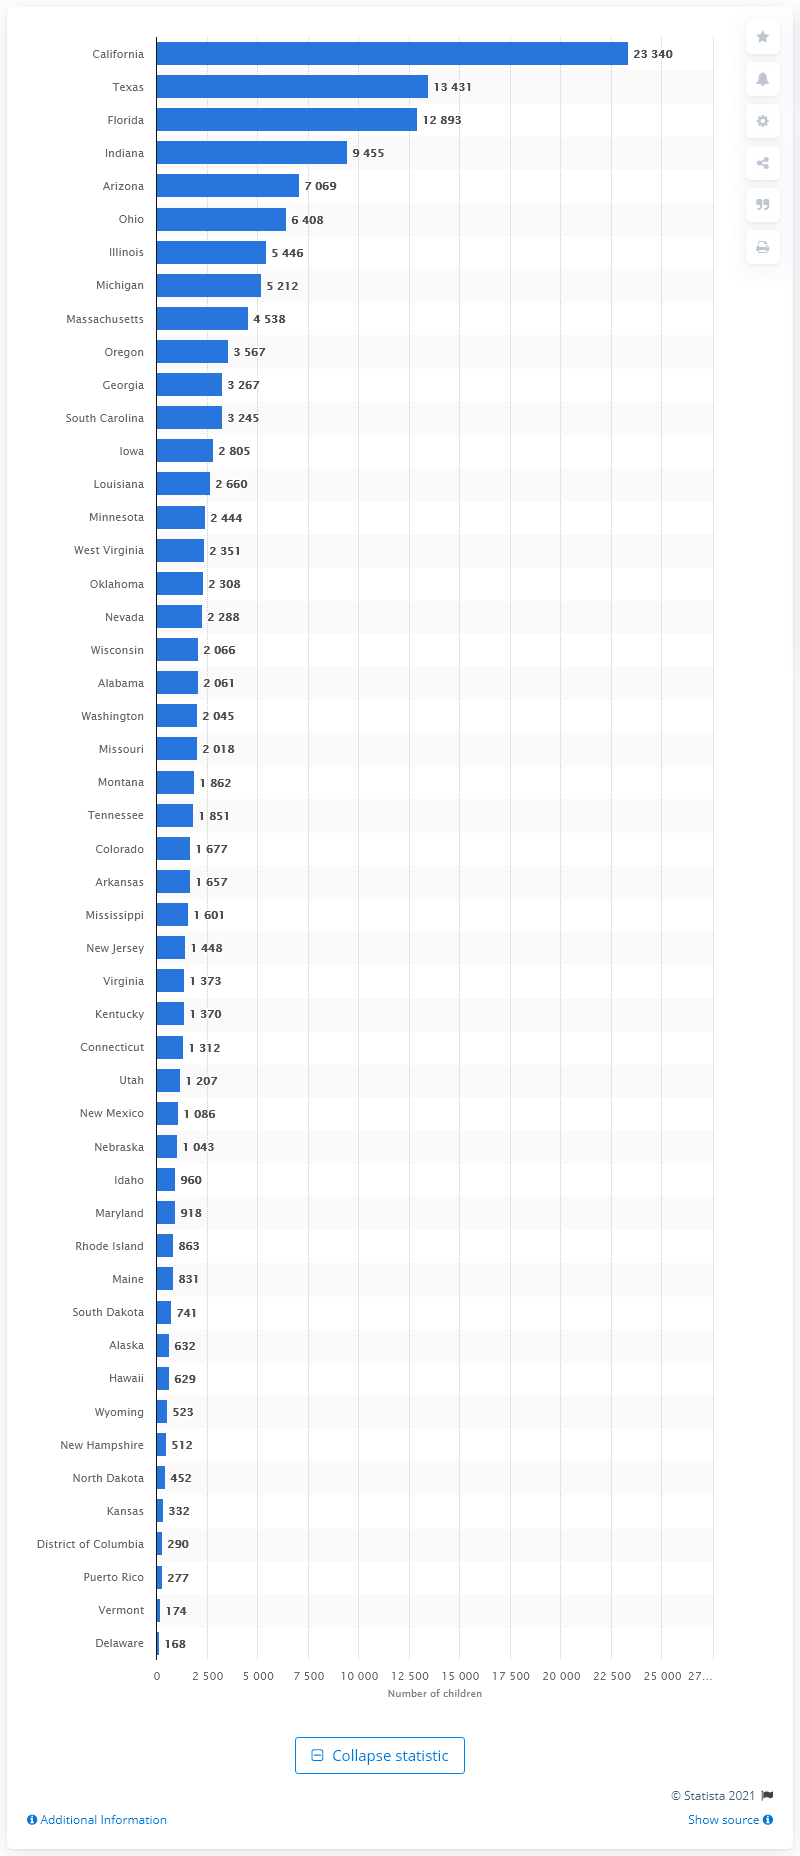 California 23 340
Texas 13 431
Florida 12 893
Indiana 9 455
Arizona 7 069
Ohio 6 408
Illinois 5 446
Michigan 5 212
Massachusetts 4 538
Oregon 3 567
Georgia 3 267
South Carolina 3 245
Iowa 2 805
Louisiana 2 660
Minnesota 2 444
West Virginia 2 351
Oklahoma 2 308
Nevada 2 288
Wisconsin 2 066
Alabama 2 061
Washington 2 045
Missouri 2 018
Montana 1 862
Tennessee 1 851
Colorado 1 677
Arkansas 1 657
Mississippi 1 601
New Jersey 1 448
Virginia 1 373
Kentucky 1 370
Connecticut 1 312
Utah 1 207
New Mexico 1 086
Nebraska 1 043
Idaho 960
Maryland 918
Rhode Island 863
Maine 831
South Dakota 741
Alaska 632
Hawaii 629
Wyoming 523
New Hampshire 512
North Dakota 452
Kansas 332
District of Columbia 290
Puerto Rico 277
Vermont 174
Delaware 168
0 2 500 5 000 7 500 10 000 12 500 15 000 17 500 20 000 22 500 25 000 27...
Number of children
Collapse statistic
© Statista 2021
Additional Information Show source